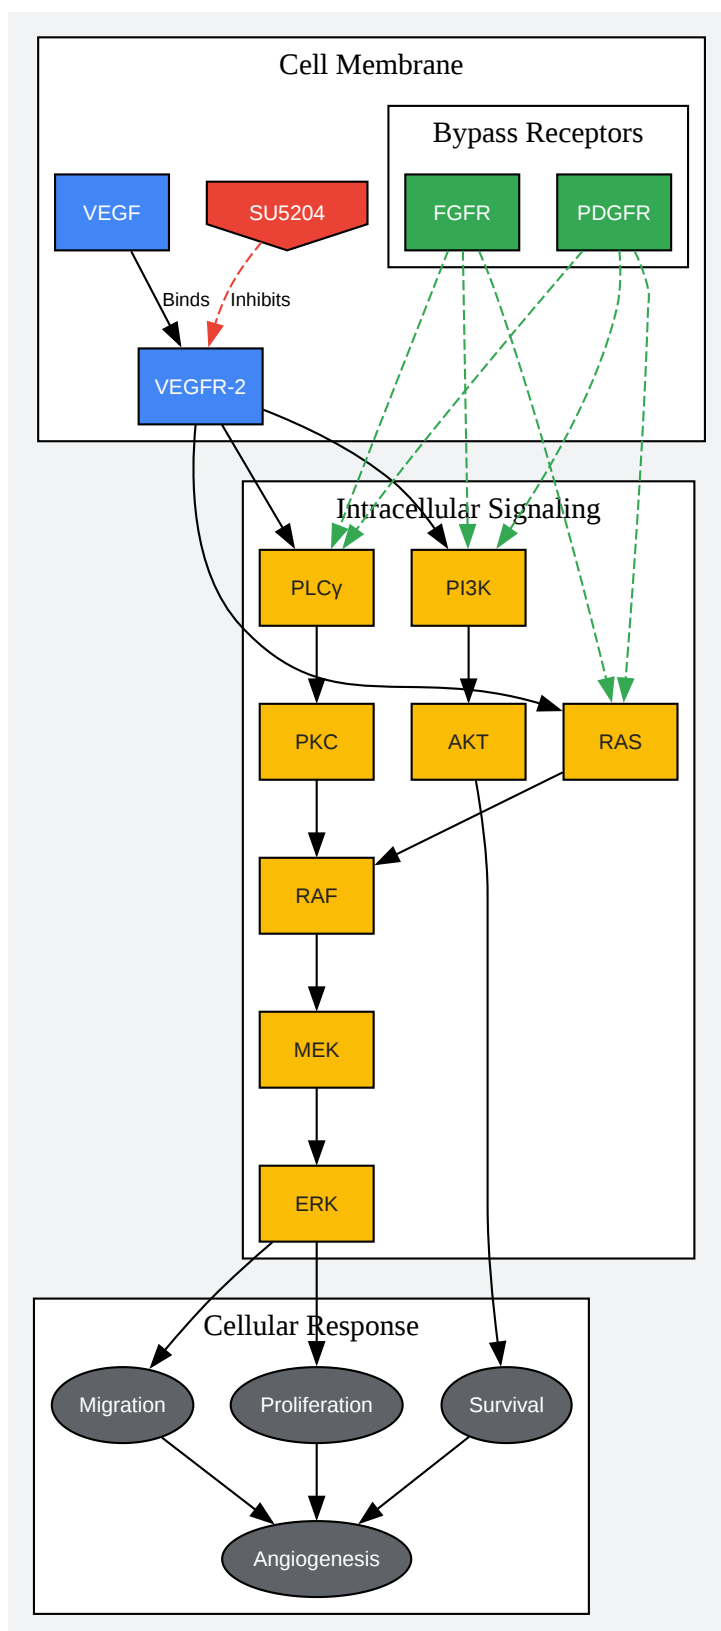 Cell Membrane
Bypass Receptors
VEGF
SU5204
FGFR
PDGFR
Binds
Inhibits
VEGFR-2
Intracellular Signaling
PLCγ
PI3K
PKC
AKT
RAS
RAF
MEK
ERK
Cellular Response
Migration
Proliferation
Survival
Angiogenesis